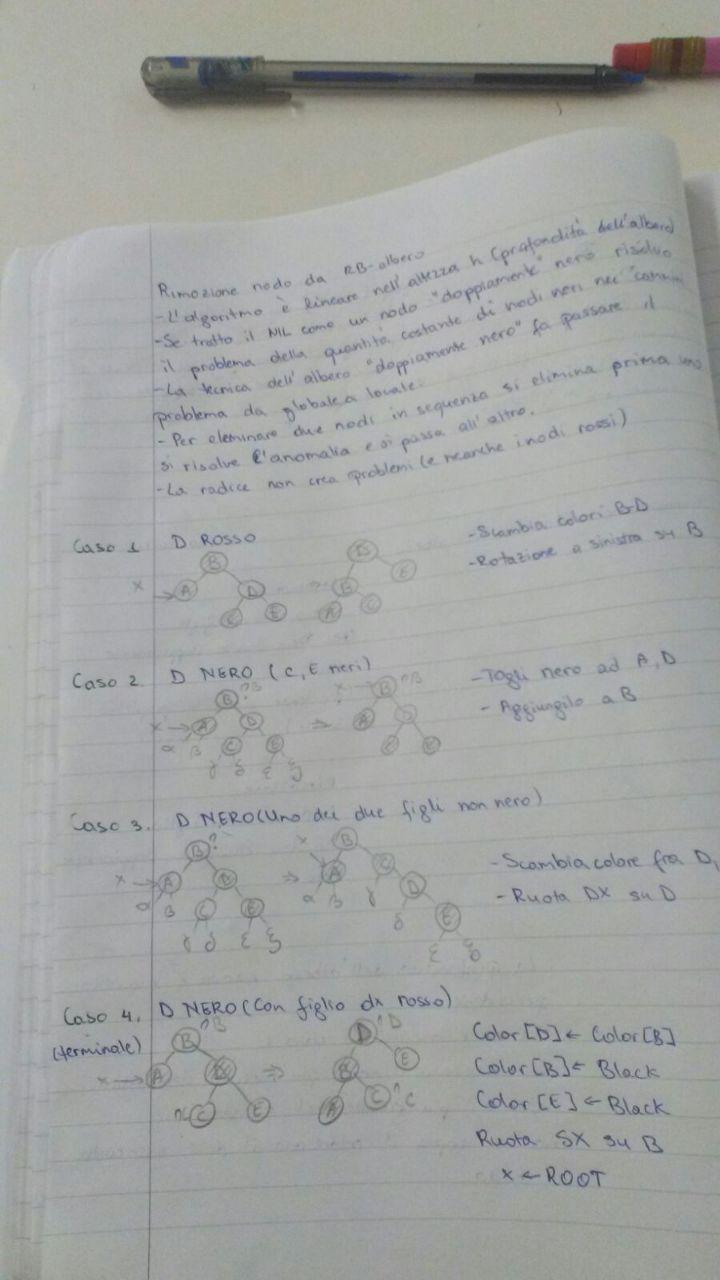 Rimozione nodo da RB-albero
-L'algoritmo è lineare nell'altezza h (profondità dell'albero)
-Se tratto il NIL come un nodo "doppiamente" nero risolvo
il problema della quantità costante di nodi neri nei cammini
-La tecnica dell'albero "doppiamente nero" fa passare il
problema da globale a locale.
-Per eleminare due nodi in sequenza si elimina prima uno
si risolve l'anomalia e si passa all'altro.
-La radice non crea problemi (e neanche i nodi rossi)
Caso 1 D ROSSO
-Scambia colori B-D
-Rotazione a sinistra su B
x B A D C E
⇒ D B E A C
Caso 2 D NERO (C, E neri)
-Togli nero ad A, D
-Aggiungilo a B
x B A D C E α β γ δ ε ξ
⇒ x B A D C E
Caso 3. D NERO (Uno dei due figli non nero)
-Scambia colore fra D,
-Ruota DX su D
x B ? A D C E α β γ δ ε ξ
⇒ x B A C D E α β γ δ ε ξ
Caso 4. D NERO (Con figlio dx rosso)
(terminale)
x B A D C E
⇒ D B E A C
Color[D] ← Color[B]
Color[B] ← Black
Color[E] ← Black
Ruota SX su B
x ← ROOT